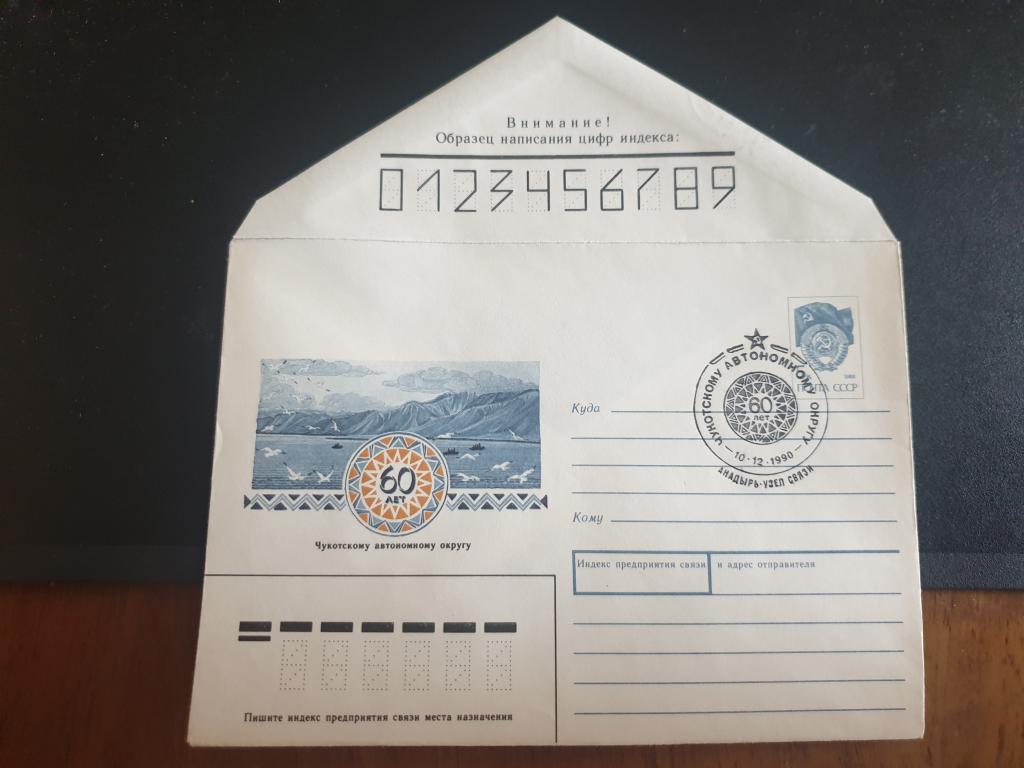 Внимание!
Образец написания цифр индекса:
0123456789
ПОЧТА СССР
ЧУКОТСКОМУ АВТОНОМНОМУ ОКРУГУ
60
ЛЕТ
10·12·1990
АНАДЫРЬ-УЗЕЛ СВЯЗИ
Куда
Кому
60
ЛЕТ
Чукотскому автономному округу
Индекс предприятия связи и адрес отправителя
Пишите индекс предприятия связи места назначения